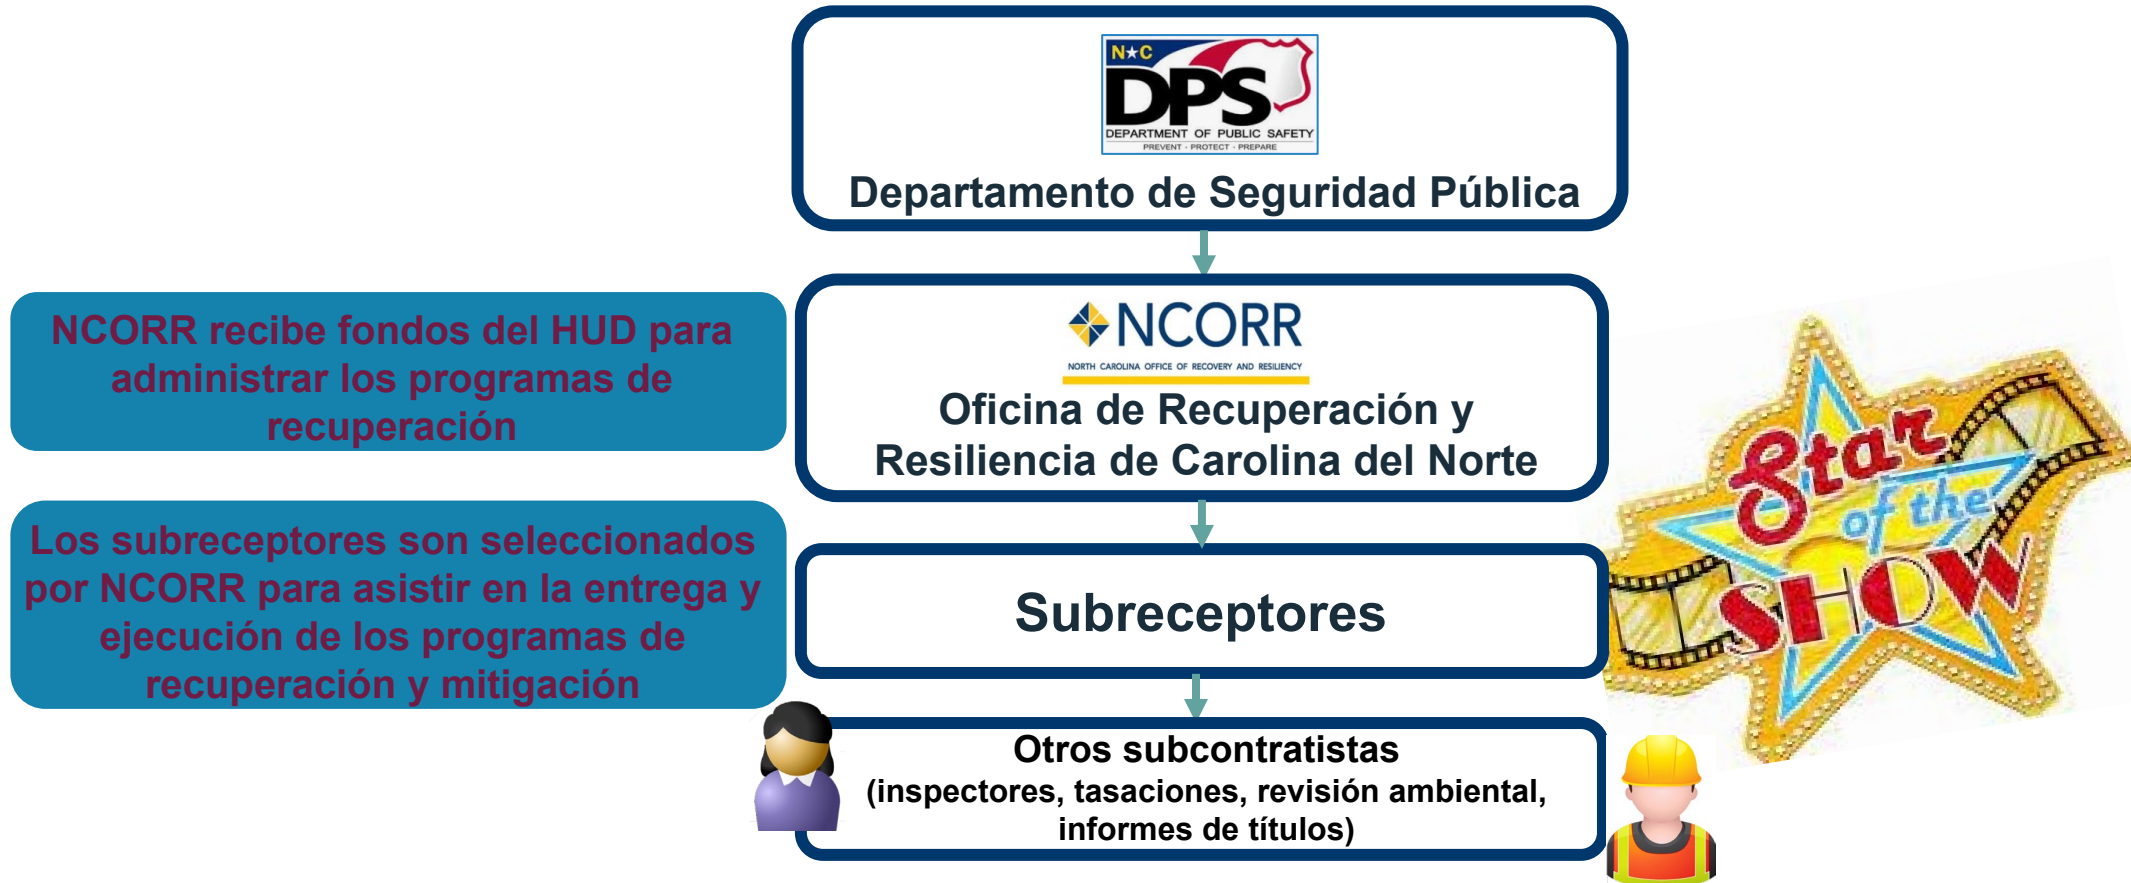 N★C
DPS
DEPARTMENT OF PUBLIC SAFETY
PREVENT · PROTECT · PREPARE
Departamento de Seguridad Pública
NCORR recibe fondos del HUD para
administrar los programas de
recuperación
NCORR
NORTH CAROLINA OFFICE OF RECOVERY AND RESILIENCY
Oficina de Recuperación y
Resiliencia de Carolina del Norte
Los subreceptores son seleccionados
por NCORR para asistir en la entrega y
ejecución de los programas de
recuperación y mitigación
Subreceptores
Star
of the
SHOW
Otros subcontratistas
(inspectores, tasaciones, revisión ambiental,
informes de títulos)